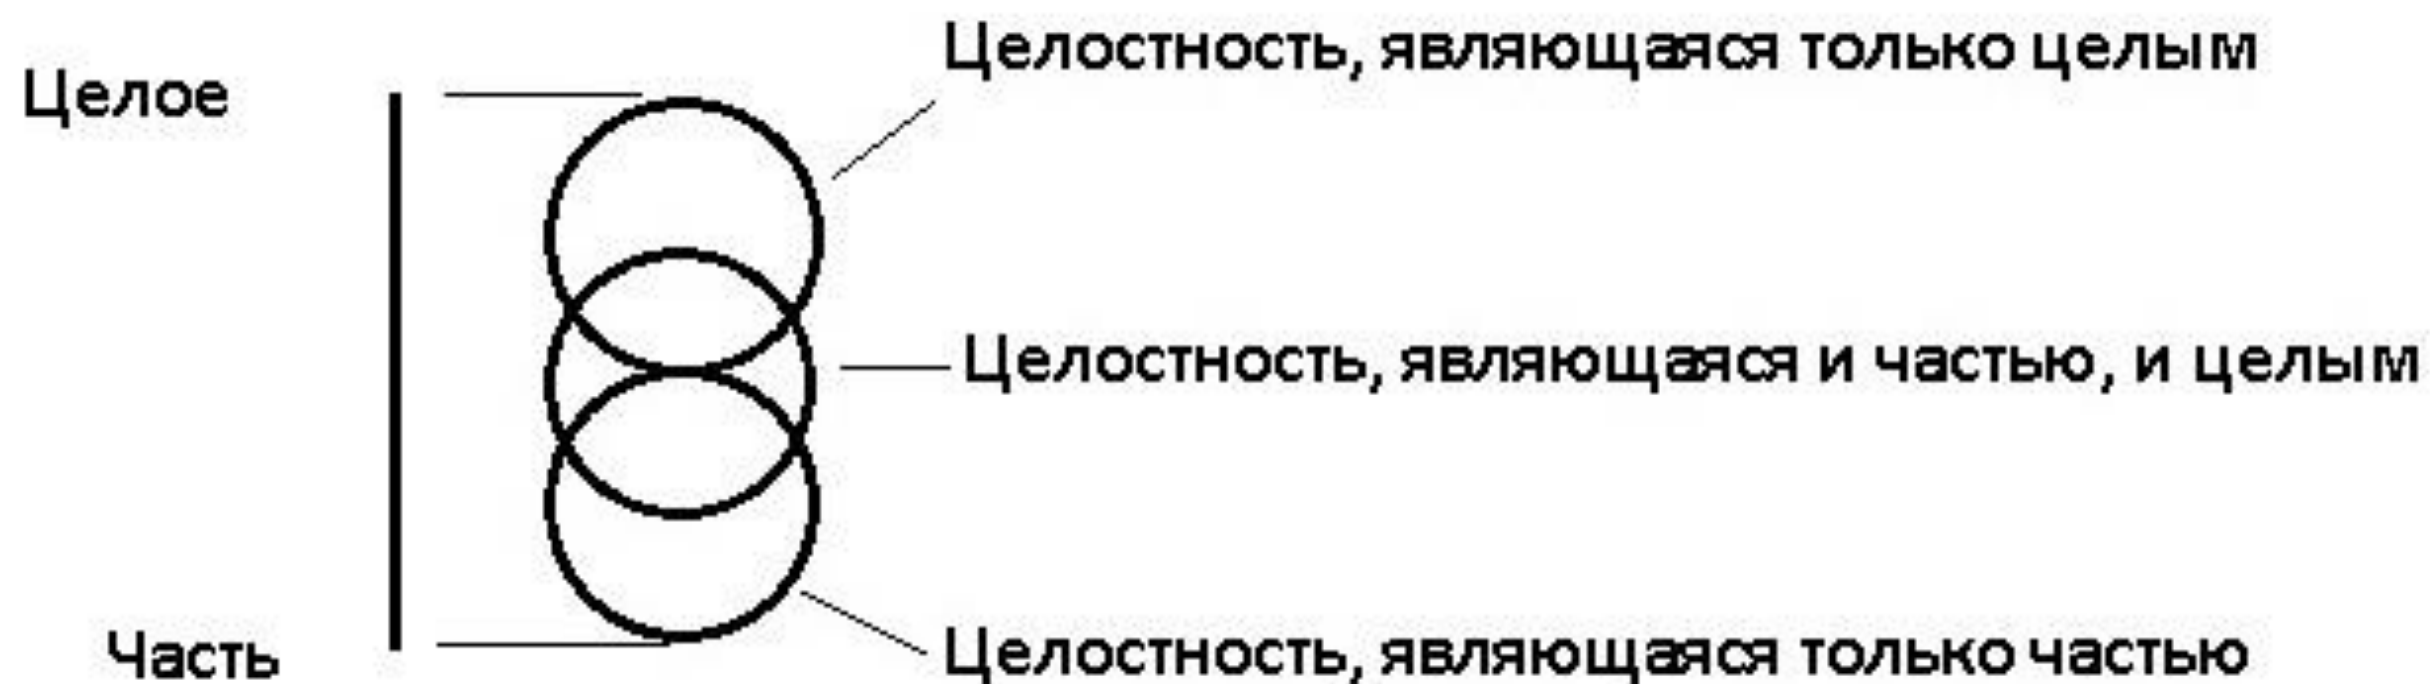 Целостность, являющаяся только целым
Целое
Целостность, являющаяся и частью, и целым
Часть
Целостность, являющаяся только частью